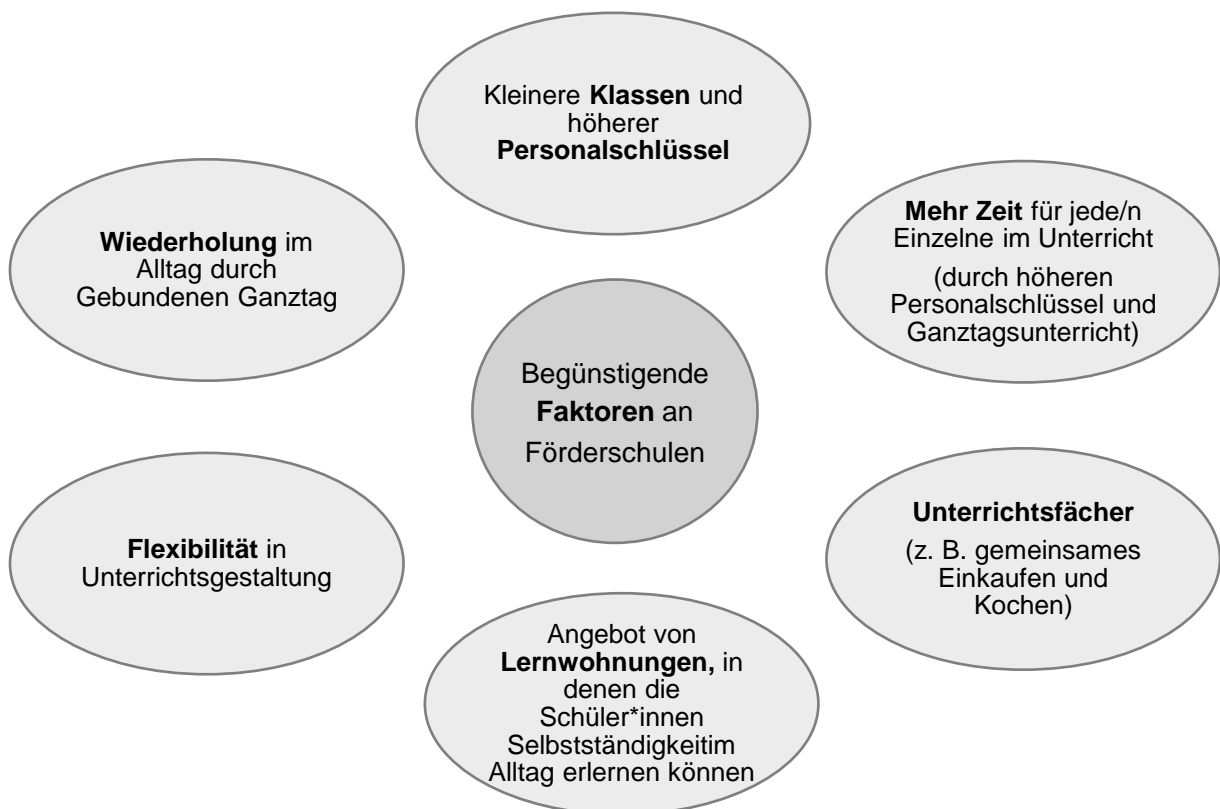 Kleinere Klassen und
höherer
Personalschlüssel
Wiederholung im
Alltag durch
Gebundenen Ganztag
Mehr Zeit für jede/n
Einzelne im Unterricht
(durch höheren
Personalschlüssel und
Ganztagsunterricht)
Begünstigende
Faktoren an
Förderschulen
Flexibilität in
Unterrichtsgestaltung
Unterrichtsfächer
(z. B. gemeinsames
Einkaufen und
Kochen)
Angebot von
Lernwohnungen, in
denen die
Schüler*innen
Selbstständigkeitim
Alltag erlernen können